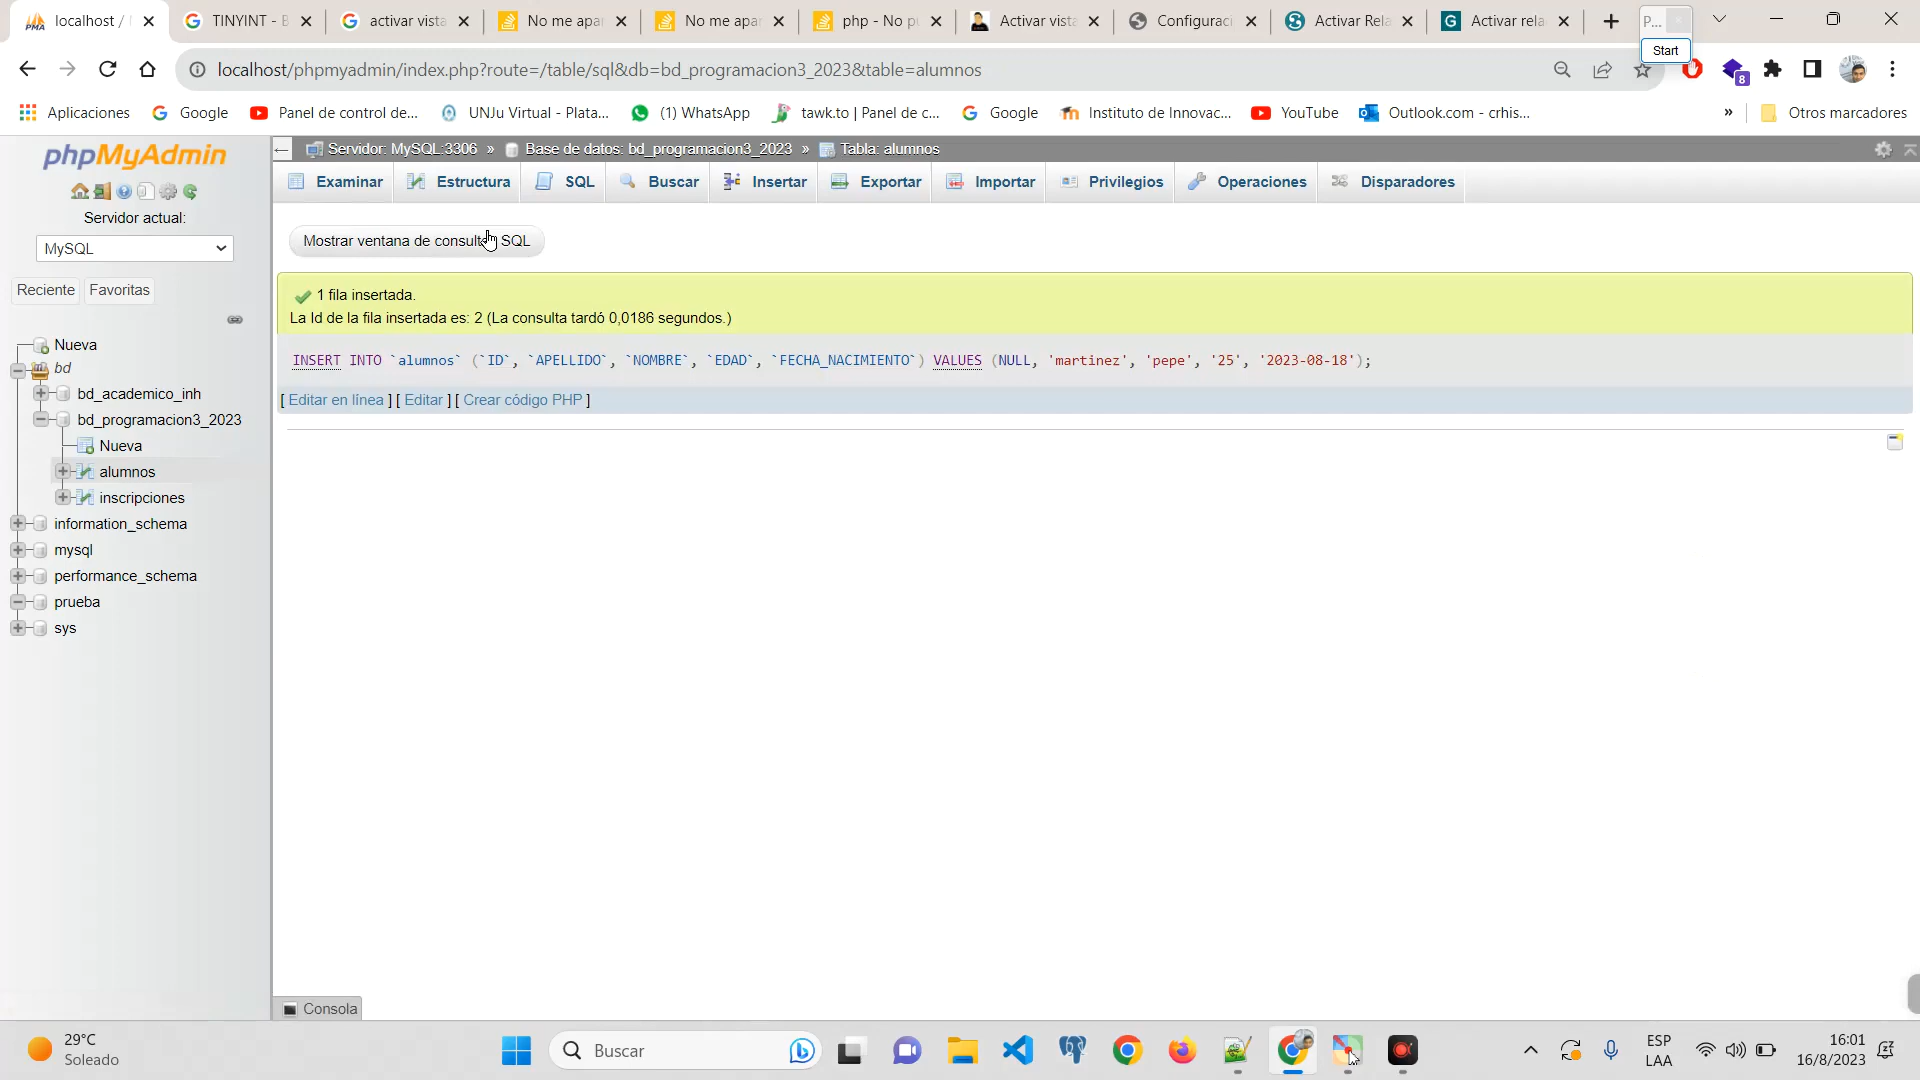 localhost /
TINYINT - B
activar vista
No me apar
No me apar
php - No pu
Activar vista
Configuraci
Activar Rela
Activar rela
P...
Start
localhost/phpmyadmin/index.php?route=/table/sql&db=bd_programacion3_2023&table=alumnos
8
Aplicaciones
Google
Panel de control de...
UNJu Virtual - Plata...
(1) WhatsApp
tawk.to | Panel de c...
Google
Instituto de Innovac...
YouTube
Outlook.com - crhis...
»
Otros marcadores
phpMyAdmin
Servidor actual:
MySQL
Reciente
Favoritas
Nueva
bd
bd_academico_inh
bd_programacion3_2023
Nueva
alumnos
inscripciones
information_schema
mysql
performance_schema
prueba
sys
Servidor: MySQL:3306 » Base de datos: bd_programacion3_2023 » Tabla: alumnos
Examinar
Estructura
SQL
Buscar
Insertar
Exportar
Importar
Privilegios
Operaciones
Disparadores
Mostrar ventana de consultas SQL
1 fila insertada.
La Id de la fila insertada es: 2 (La consulta tardó 0,0186 segundos.)
INSERT INTO `alumnos` (`ID`, `APELLIDO`, `NOMBRE`, `EDAD`, `FECHA_NACIMIENTO`) VALUES (NULL, 'martinez', 'pepe', '25', '2023-08-18');
[ Editar en línea ] [ Editar ] [ Crear código PHP ]
Consola
29°C
Soleado
Buscar
ESP
LAA
16:01
16/8/2023